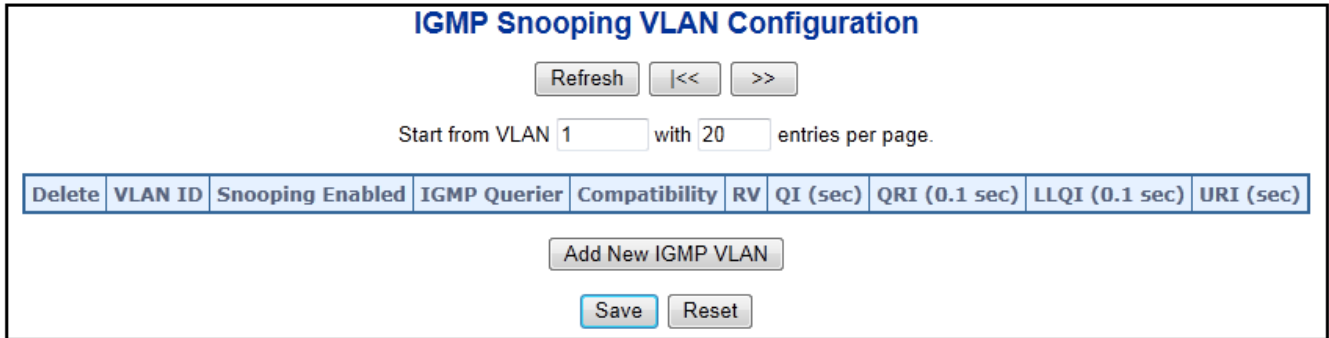 IGMP Snooping VLAN Configuration
Refresh |<< >>
Start from VLAN 1 with 20 entries per page.
Delete VLAN ID Snooping Enabled IGMP Querier Compatibility RV QI (sec) QRI (0.1 sec) LLQI (0.1 sec) URI (sec)
Add New IGMP VLAN
Save Reset